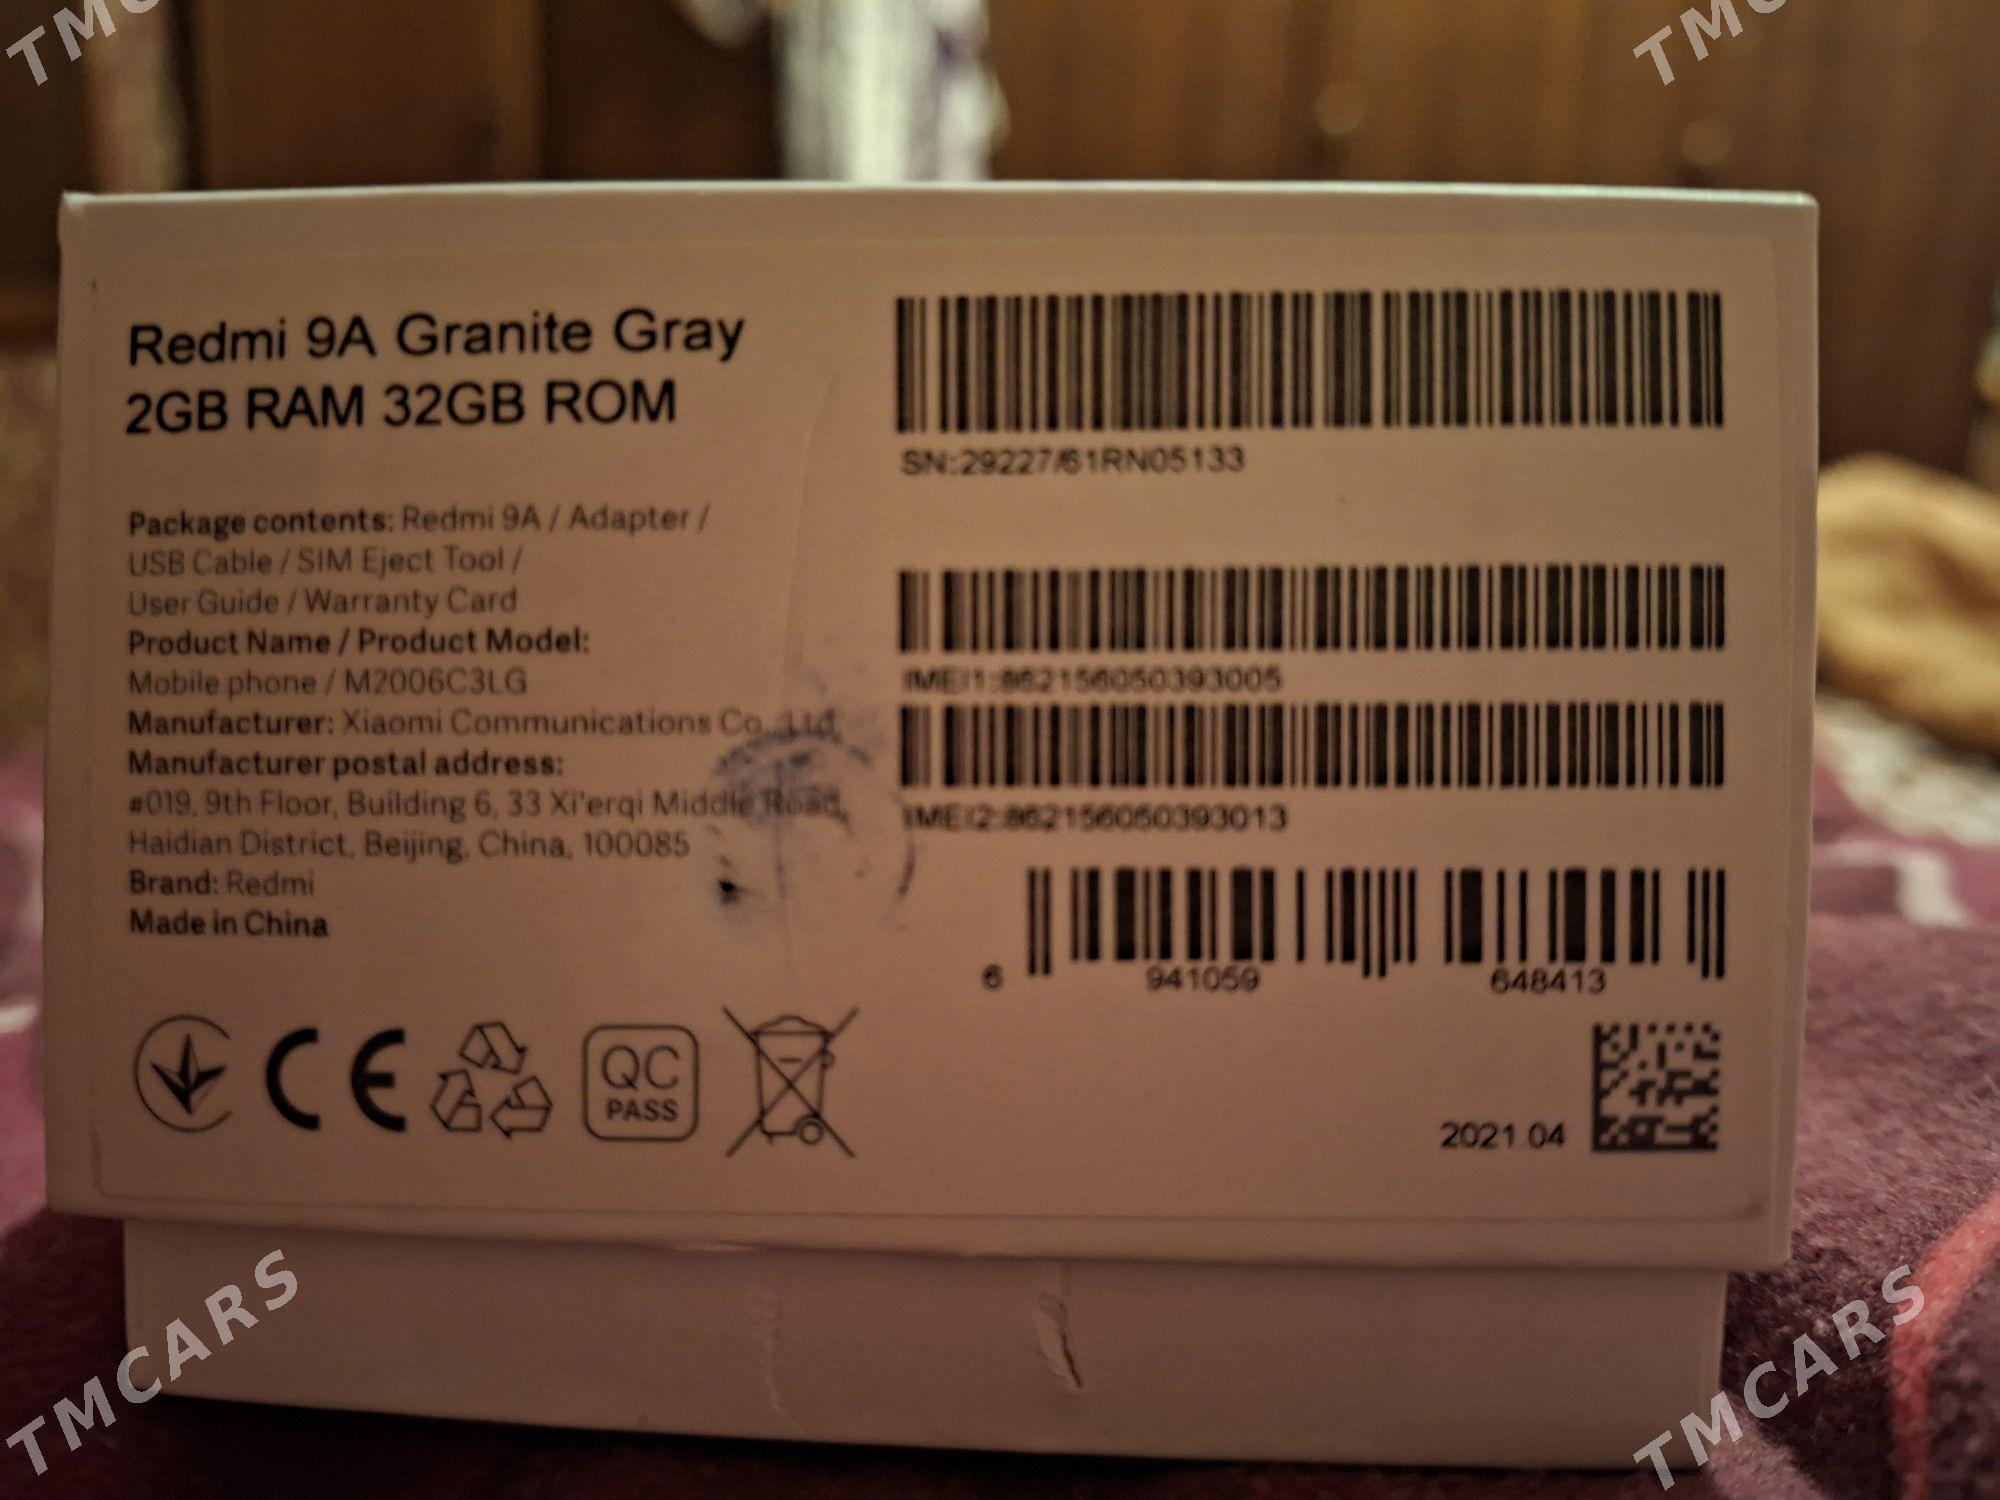 Redmi 9A Granite Gray
2GB RAM 32GB ROM
Package contents: Redmi 9A / Adapter /
USB Cable / SIM Eject Tool /
User Guide / Warranty Card
Product Name / Product Model:
Mobile phone / M2006C3LG
Manufacturer: Xiaomi Communications Co., Ltd.
Manufacturer postal address:
#019, 9th Floor, Building 6, 33 Xi'erqi Middle Road,
Haidian District, Beijing, China, 100085
Brand: Redmi
Made in China
CE
QC
PASS
SN:29227/61RN05133
IMEI1:862156050393005
IMEI2:862156050393013
6 941059 648413
2021.04
TMCARS
TMCARS